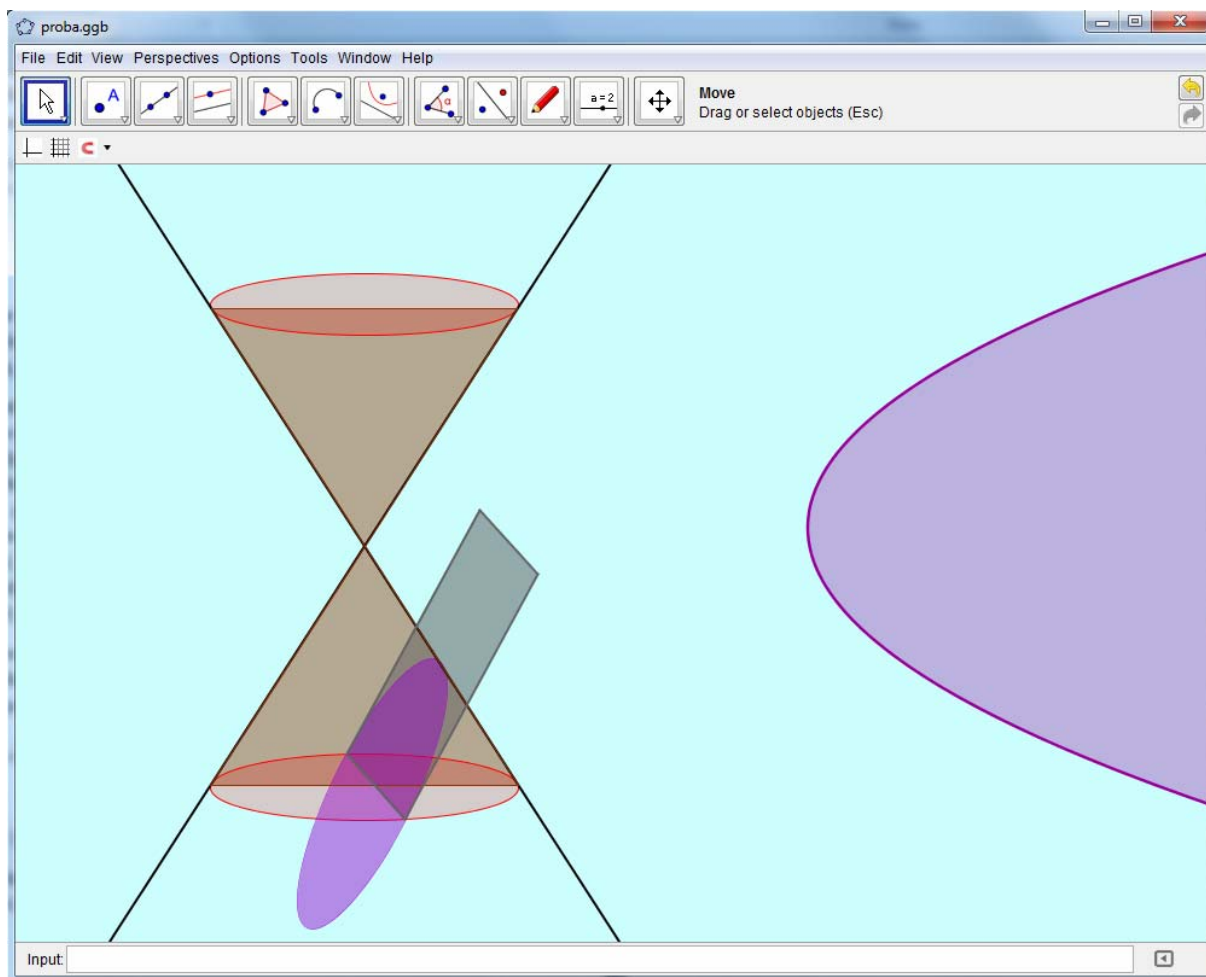 proba.ggb
File Edit View Perspectives Options Tools Window Help
A
α
a = 2
Move
Drag or select objects (Esc)
Input: